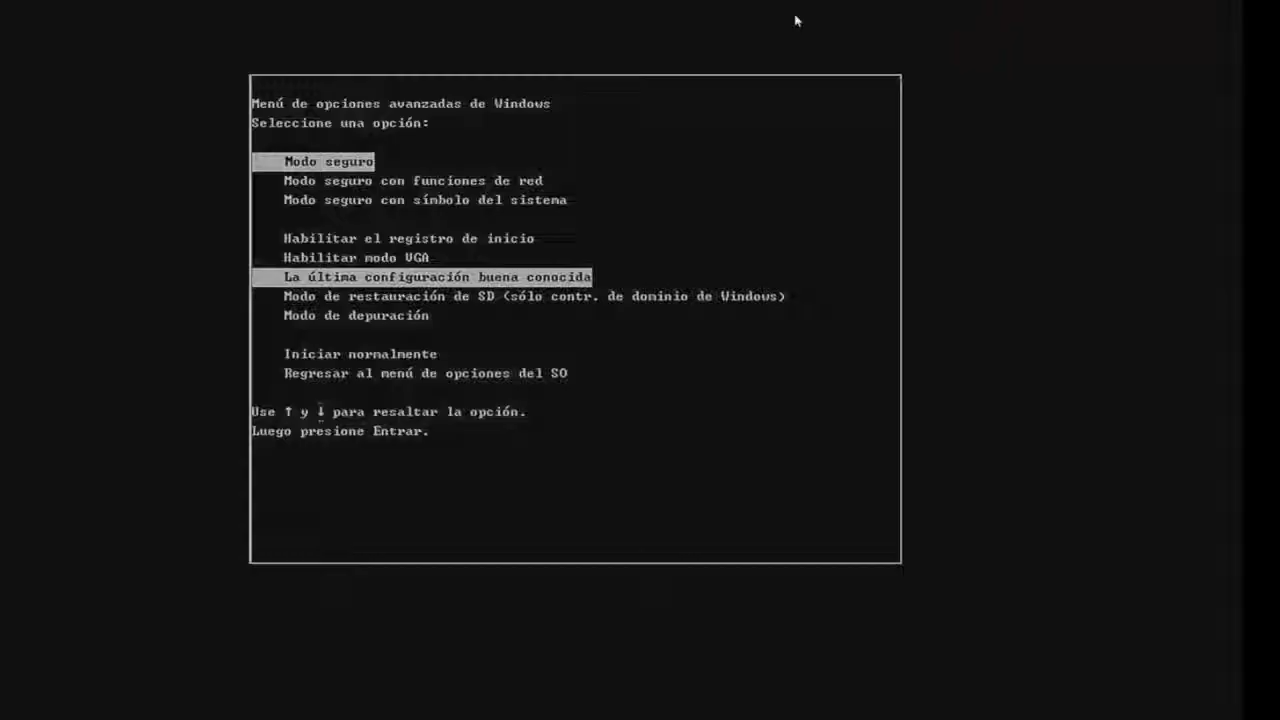 Menú de opciones avanzadas de Windows
Seleccione una opción:
Modo seguro
Modo seguro con funciones de red
Modo seguro con símbolo del sistema
Habilitar el registro de inicio
Habilitar modo VGA
La última configuración buena conocida
Modo de restauración de SD (sólo contr. de dominio de Windows)
Modo de depuración
Iniciar normalmente
Regresar al menú de opciones del SO
Use ↑ y ↓ para resaltar la opción.
Luego presione Entrar.